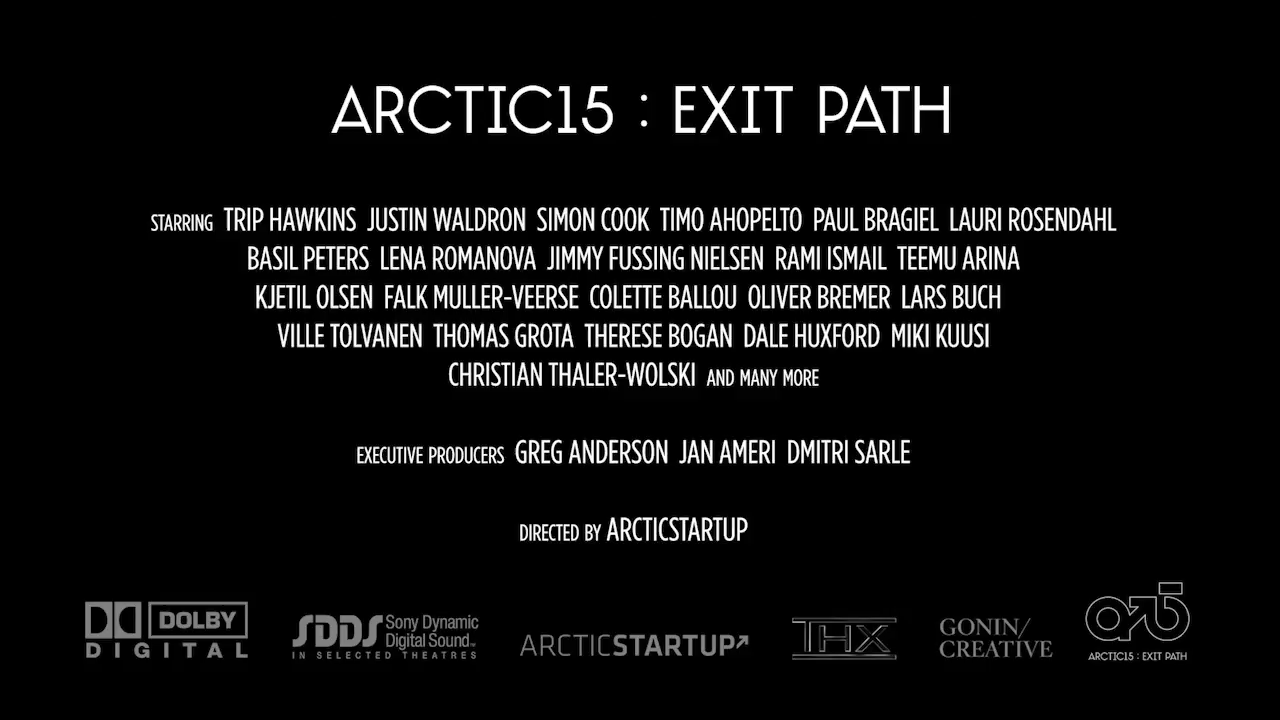 ARCTIC15 : EXIT PATH
STARRING TRIP HAWKINS JUSTIN WALDRON SIMON COOK TIMO AHOPELTO PAUL BRAGIEL LAURI ROSENDAHL
BASIL PETERS LENA ROMANOVA JIMMY FUSSING NIELSEN RAMI ISMAIL TEEMU ARINA
KJETIL OLSEN FALK MULLER-VEERSE COLETTE BALLOU OLIVER BREMER LARS BUCH
VILLE TOLVANEN THOMAS GROTA THERESE BOGAN DALE HUXFORD MIKI KUUSI
CHRISTIAN THALER-WOLSKI AND MANY MORE
EXECUTIVE PRODUCERS GREG ANDERSON JAN AMERI DMITRI SARLE
DIRECTED BY ARCTICSTARTUP
DOLBY
DIGITAL
SDDS Sony Dynamic
Digital Sound™
IN SELECTED THEATRES
ARCTICSTARTUP
THX
GONIN/
CREATIVE
ARCTIC15 : EXIT PATH